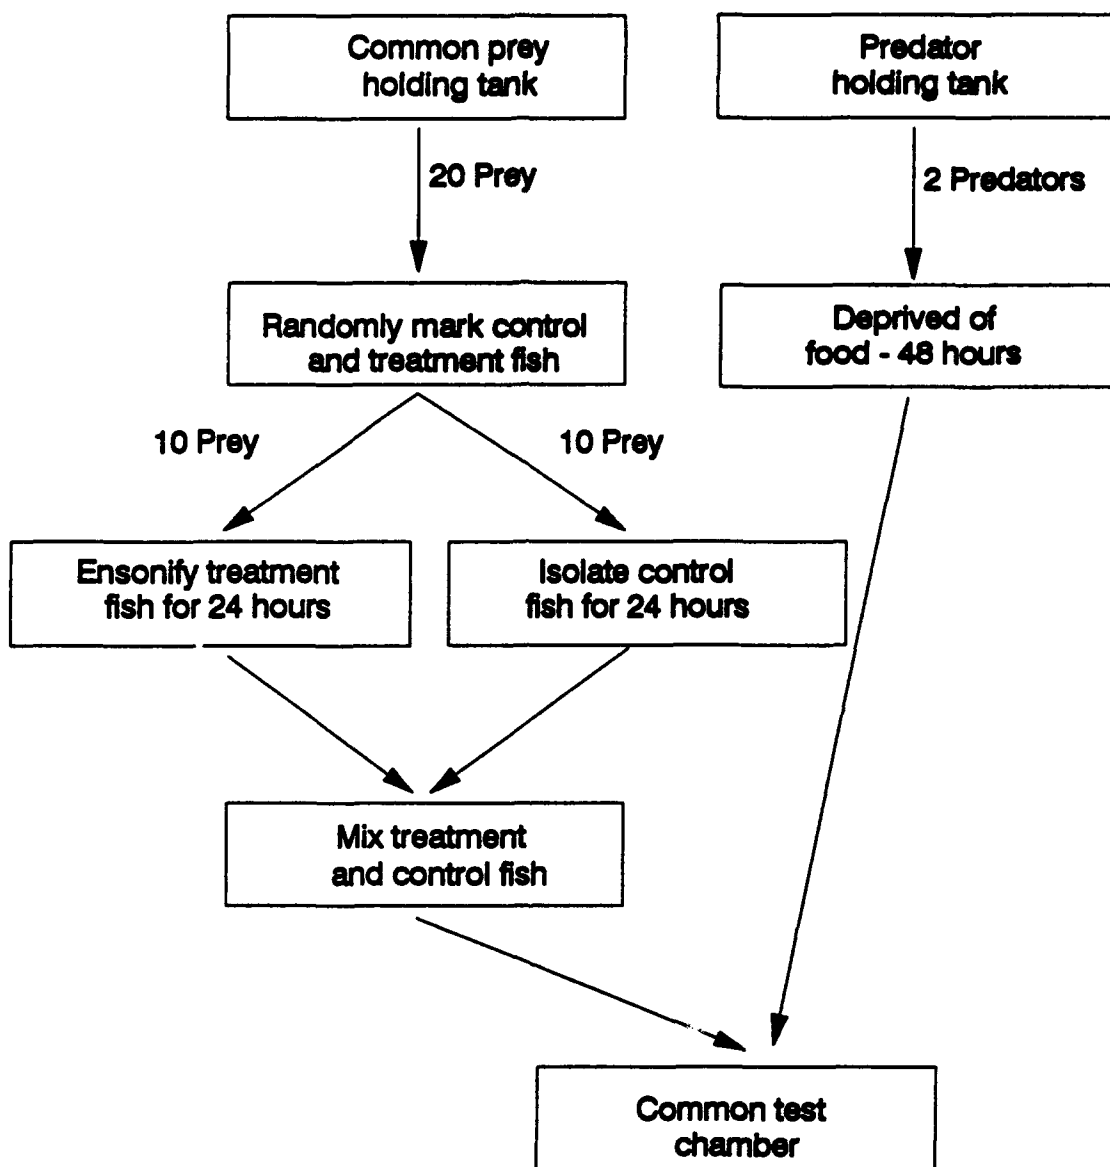 Common prey
holding tank
Predator
holding tank
20 Prey
2 Predators
Randomly mark control
and treatment fish
Deprived of
food - 48 hours
10 Prey
10 Prey
Ensonify treatment
fish for 24 hours
Isolate control
fish for 24 hours
Mix treatment
and control fish
Common test
chamber